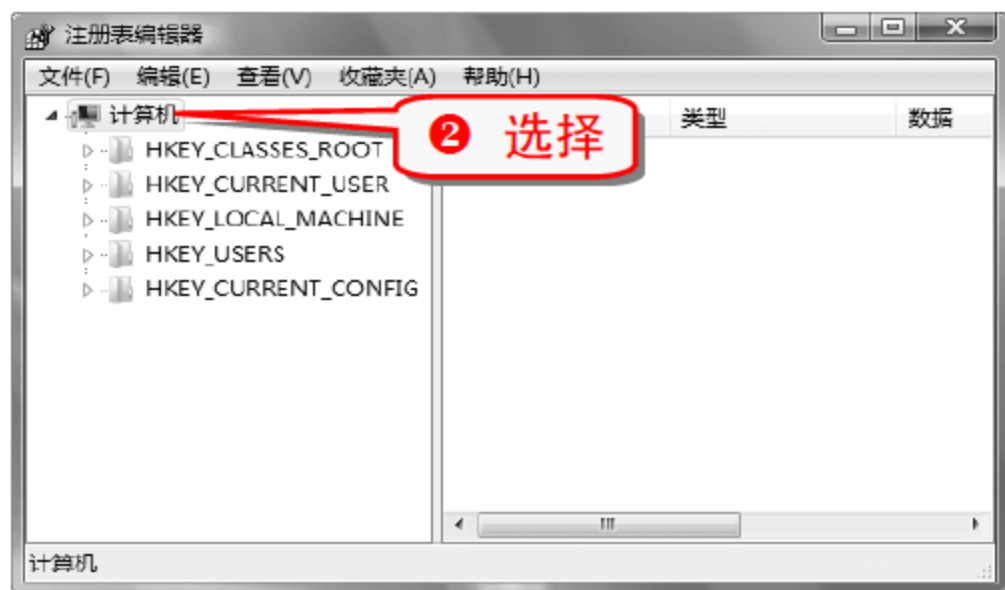 注册表编辑器
文件(F) 编辑(E) 查看(V) 收藏夹(A) 帮助(H)
计算机
❷ 选择
类型 数据
HKEY_CLASSES_ROOT
HKEY_CURRENT_USER
HKEY_LOCAL_MACHINE
HKEY_USERS
HKEY_CURRENT_CONFIG
计算机